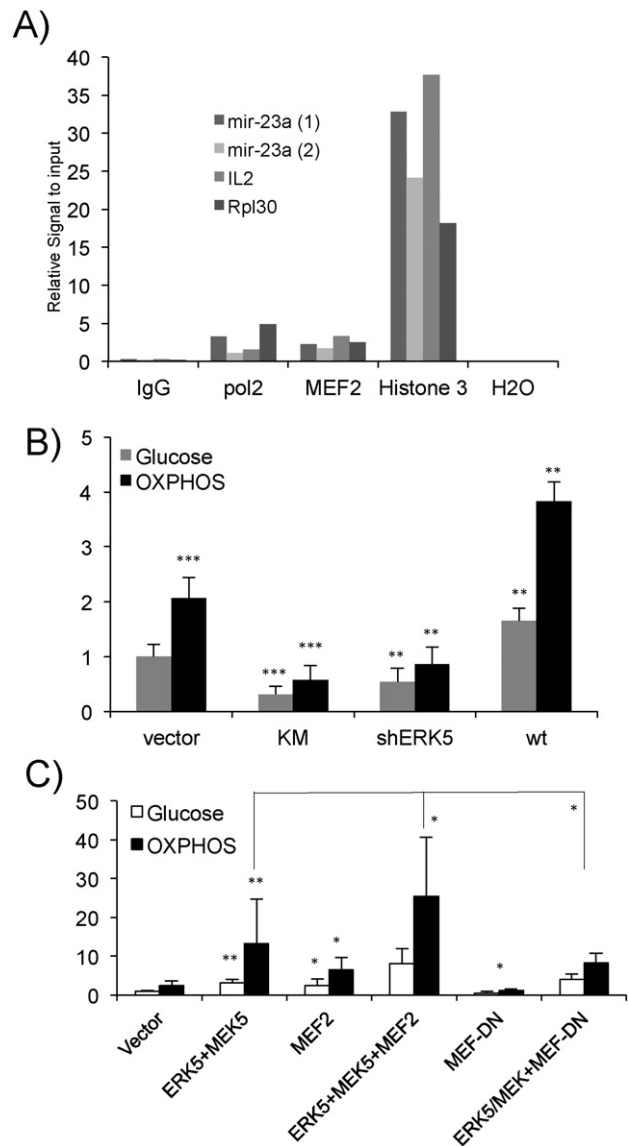 A)
Relative Signal to input
40
35
30
25
20
15
10
5
0
mir-23a (1)
mir-23a (2)
IL2
Rpl30
IgG pol2 MEF2 Histone 3 H2O
B)
5
4
3
2
1
0
Glucose
OXPHOS
*** *** *** ** ** ** **
vector KM shERK5 wt
C)
50
40
30
20
10
0
Glucose
OXPHOS
** ** * * * * *
Vector
ERK5+MEK5
MEF2
ERK5+MEK5+MEF2
MEF-DN
ERK5/MEK+MEF-DN